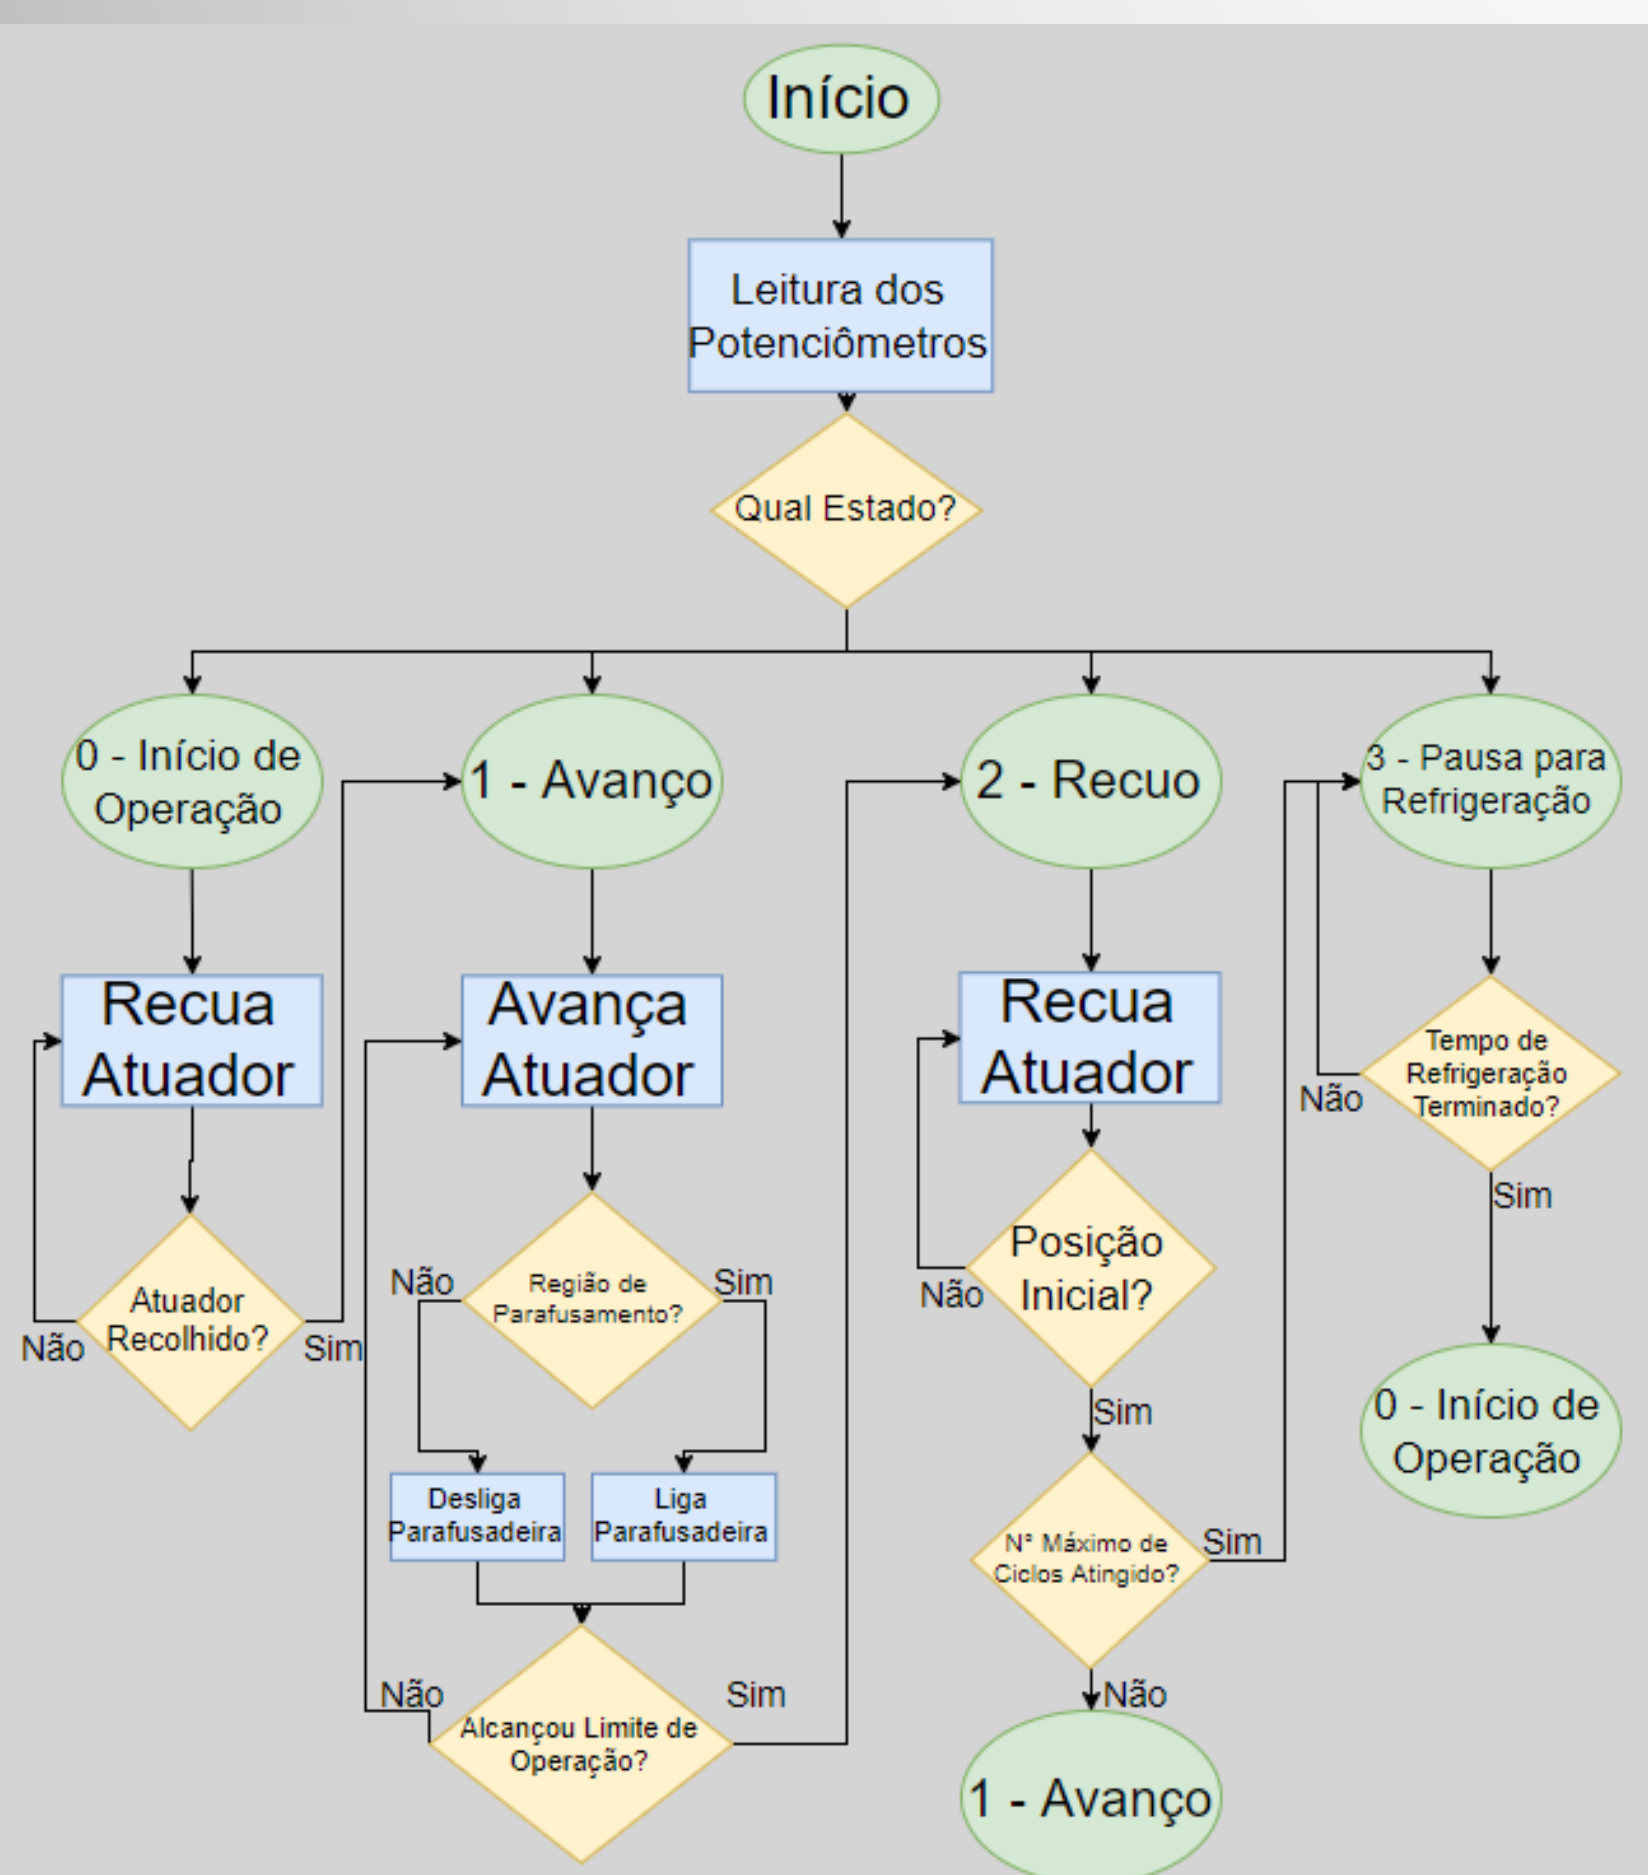 Início
Leitura dos
Potenciômetros
Qual Estado?
0 - Início de
Operação
1 - Avanço
2 - Recuo
3 - Pausa para
Refrigeração
Recua
Atuador
Avança
Atuador
Recua
Atuador
Tempo de
Refrigeração
Terminado?
Não
Sim
Atuador
Recolhido?
Não
Sim
Região de
Parafusamento?
Não
Sim
Posição
Inicial?
Não
Sim
0 - Início de
Operação
Desliga
Parafusadeira
Liga
Parafusadeira
N° Máximo de
Ciclos Atingido?
Sim
Não
Alcançou Limite de
Operação?
Não
Sim
1 - Avanço